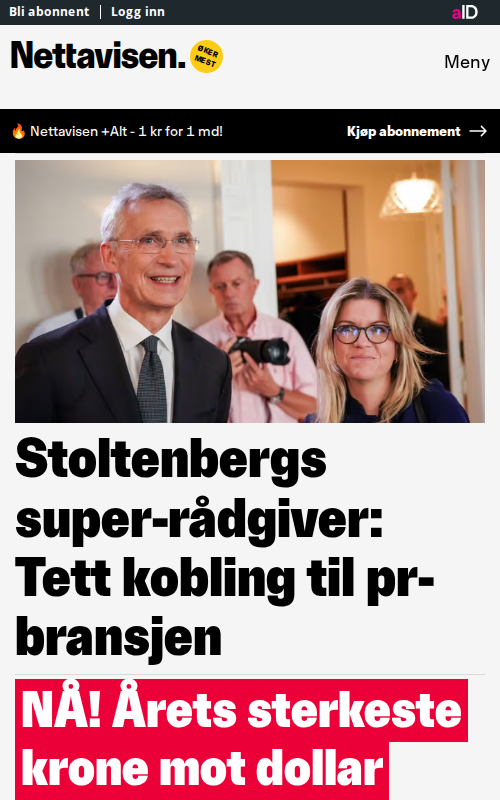 Bli abonnent | Logg inn
aID
Nettavisen.
ØKER
MEST
Meny
Nettavisen +Alt - 1 kr for 1 md!
Kjøp abonnement
Stoltenbergs
super-rådgiver:
Tett kobling til pr-
bransjen
NÅ! Årets sterkeste
krone mot dollar